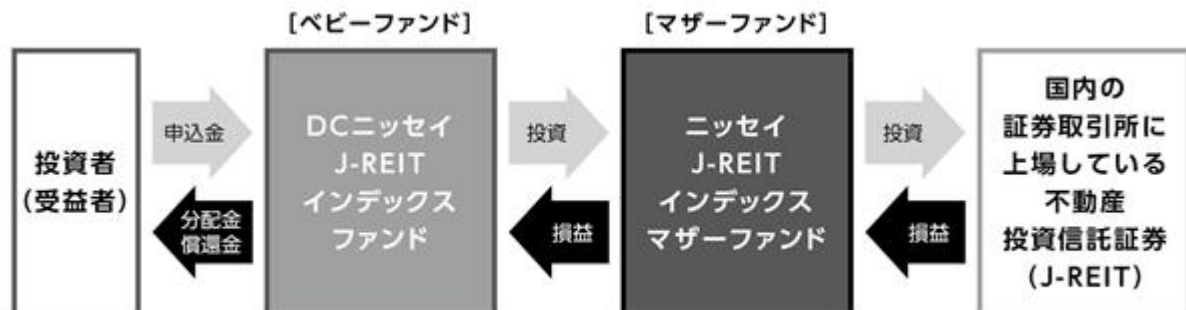 [ベビーファンド]
[マザーファンド]
投資者
(受益者)
申込金
分配金
償還金
DCニッセイ
J-REIT
インデックス
ファンド
投資
損益
ニッセイ
J-REIT
インデックス
マザーファンド
投資
損益
国内の
証券取引所に
上場している
不動産
投資信託証券
(J-REIT)